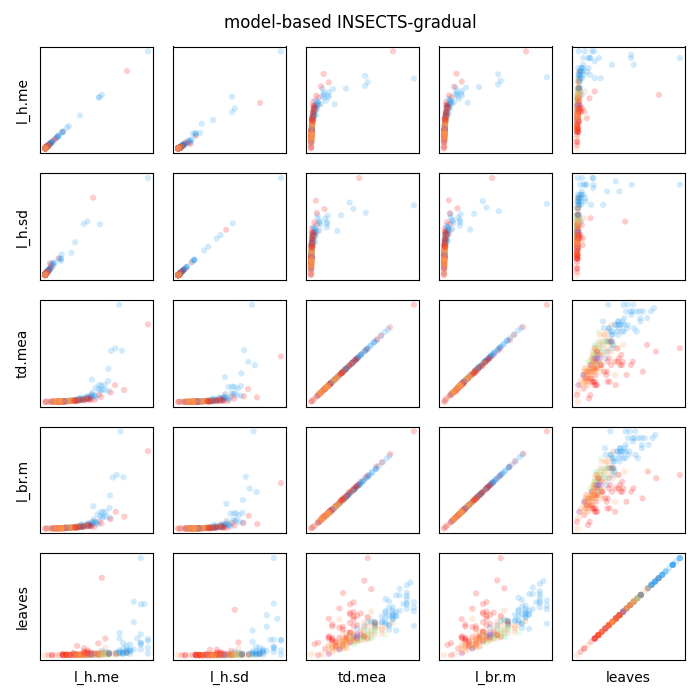 model-based INSECTS-gradual
l_h.me
l_h.sd
td.mea
l_br.m
leaves
l_h.me
l_h.sd
td.mea
l_br.m
leaves